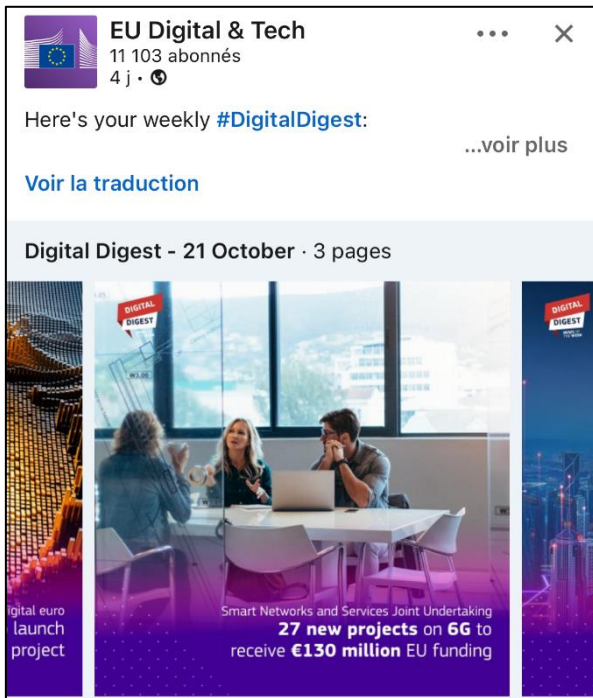 EU Digital & Tech
11 103 abonnés
4 j •
Here's your weekly #DigitalDigest:
...voir plus
Voir la traduction
Digital Digest - 21 October · 3 pages
DIGITAL
DIGEST
igital euro
launch
project
DIGITAL
DIGEST
Smart Networks and Services Joint Undertaking
27 new projects on 6G to
receive €130 million EU funding
DIGITAL
DIGEST